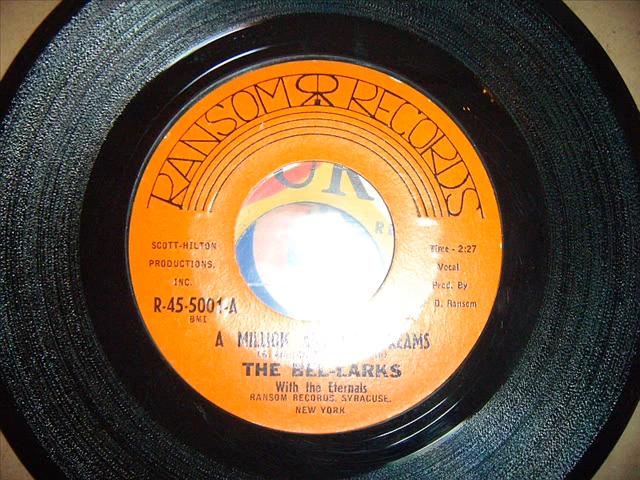 RANSOM RECORDS
SCOTT-HILTON
PRODUCTIONS,
INC.
R-45-5001-A
BMI
Time - 2:27
Vocal
Prod. By
D. Ransom
A MILLION
THE BEL-LARKS
With the Eternals
RANSOM RECORDS, SYRACUSE,
NEW YORK